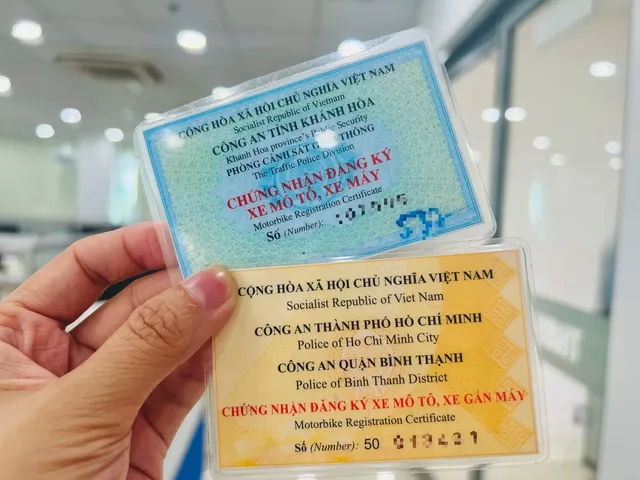 CỘNG HÒA XÃ HỘI CHỦ NGHĨA VIỆT NAM
Socialist Republic of Vietnam
CÔNG AN TỈNH KHÁNH HÒA
Khanh Hoa province's Public Security
PHÒNG CẢNH SÁT GIAO THÔNG
The Traffic Police Division
CHỨNG NHẬN ĐĂNG KÝ
XE MÔ TÔ, XE MÁY
Motorbike Registration Certificate
Số (Number):
CỘNG HÒA XÃ HỘI CHỦ NGHĨA VIỆT NAM
Socialist Republic of Viet Nam
CÔNG AN THÀNH PHỐ HỒ CHÍ MINH
Police of Ho Chi Minh City
CÔNG AN QUẬN BÌNH THẠNH
Police of Binh Thanh District
CHỨNG NHẬN ĐĂNG KÝ XE MÔ TÔ, XE GẮN MÁY
Motorbike Registration Certificate
Số (Number): 50